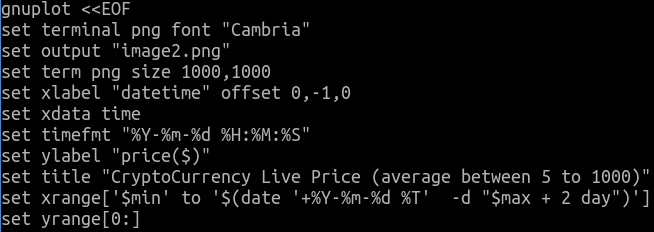 gnuplot <<EOF
set terminal png font "Cambria"
set output "image2.png"
set term png size 1000,1000
set xlabel "datetime" offset 0,-1,0
set xdata time
set timefmt "%Y-%m-%d %H:%M:%S"
set ylabel "price($)"
set title "CryptoCurrency Live Price (average between 5 to 1000)"
set xrange['$min' to '$(date '+%Y-%m-%d %T'  -d "$max + 2 day")']
set yrange[0:]